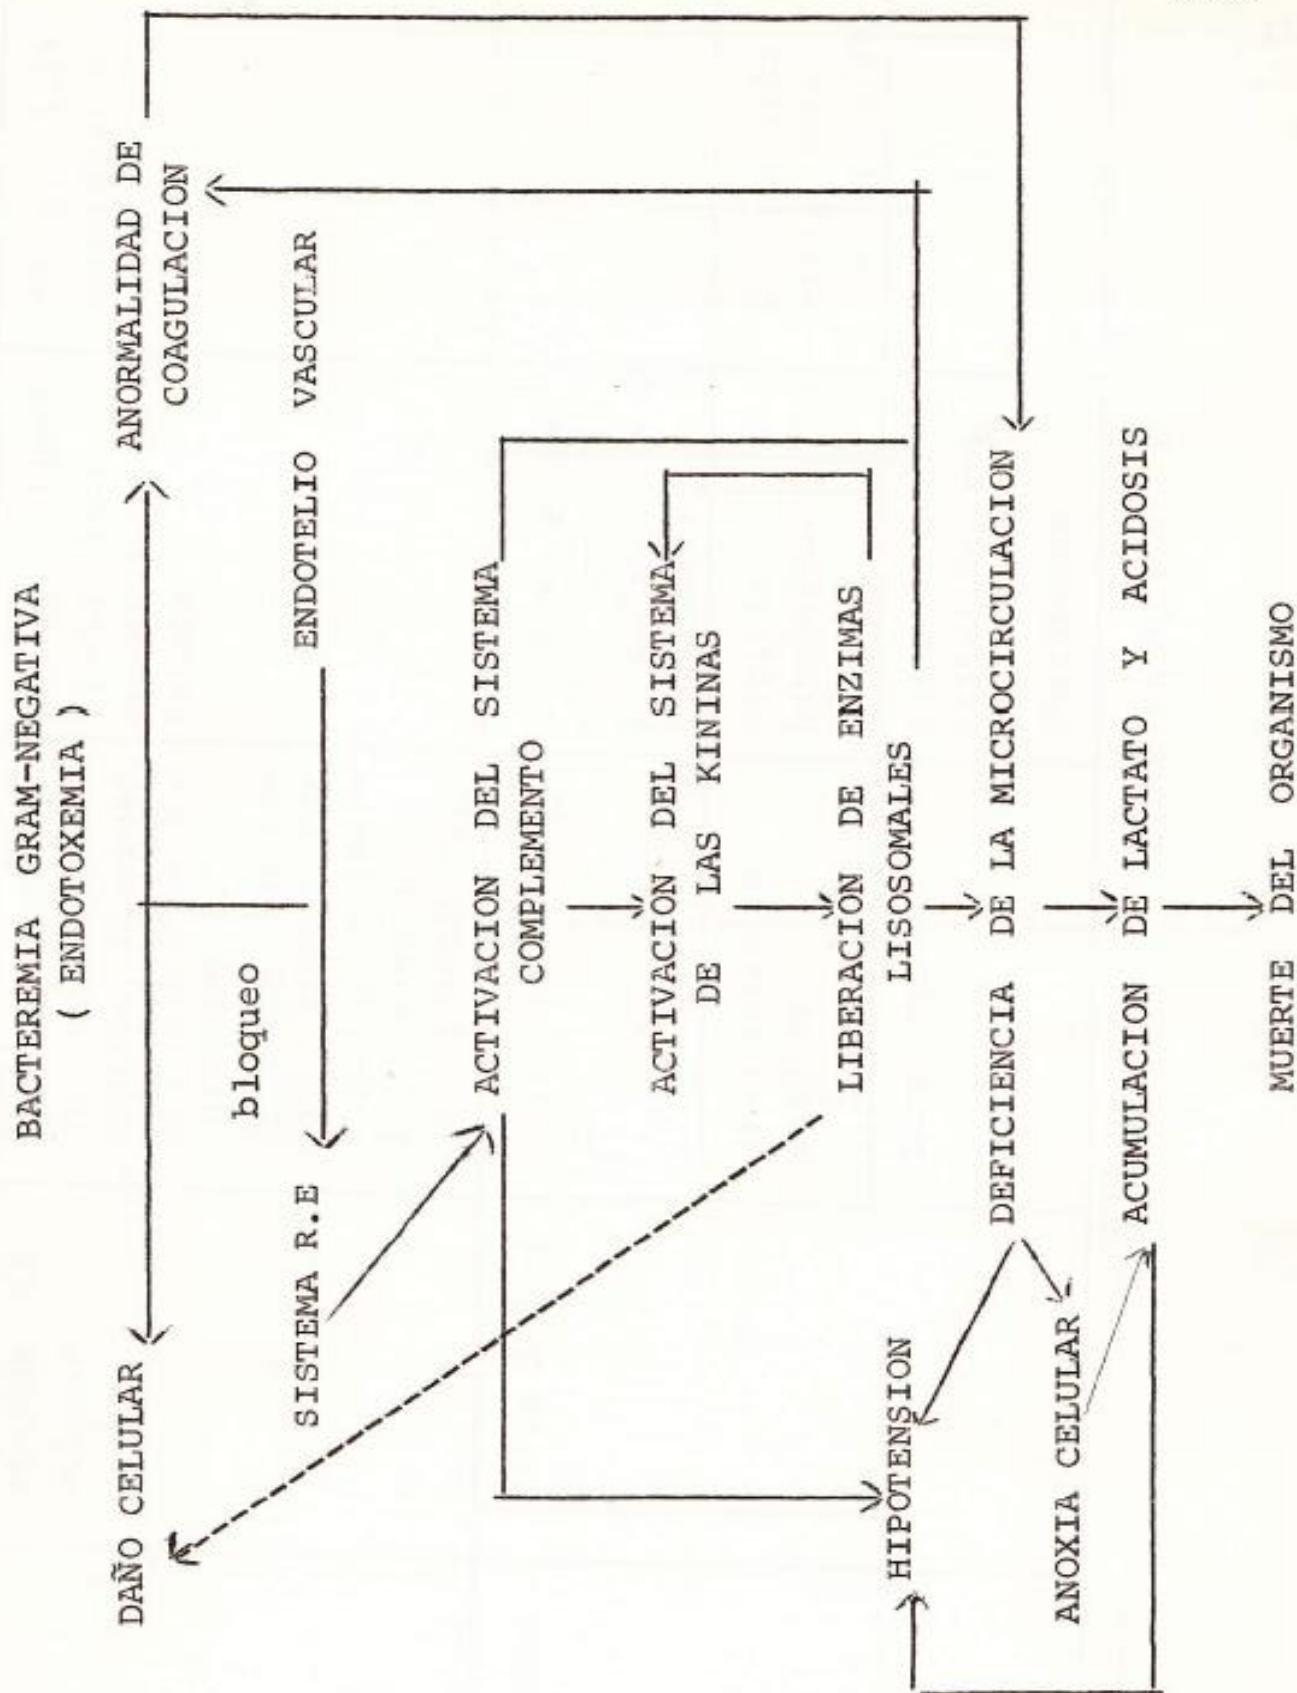 BACTEREMIA GRAM-NEGATIVA
( ENDOTOXEMIA )
DAÑO CELULAR
ANORMALIDAD DE
COAGULACION
bloqueo
SISTEMA R.E
ENDOTELIO VASCULAR
ACTIVACION DEL SISTEMA
COMPLEMENTO
ACTIVACION DEL SISTEMA
DE LAS KININAS
LIBERACION DE ENZIMAS
LISOSOMALES
HIPOTENSION
DEFICIENCIA DE LA MICROCIRCULACION
ANOXIA CELULAR
ACUMULACION DE LACTATO Y ACIDOSIS
MUERTE DEL ORGANISMO